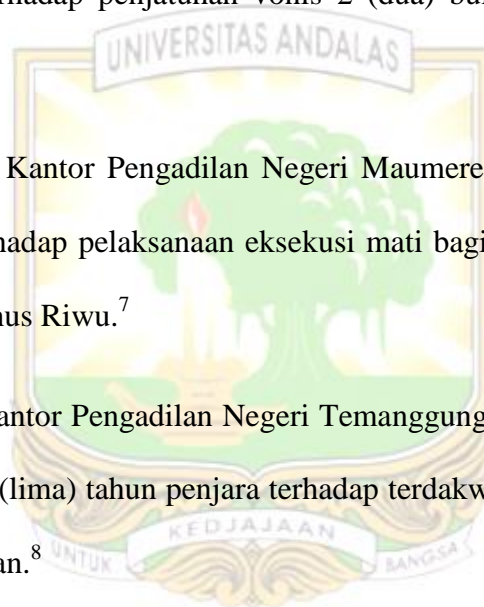 terhadap penjatuhan vonis 2 (dua) bul
UNIVERSITAS ANDALAS
Kantor Pengadilan Negeri Maumere
hadap pelaksanaan eksekusi mati bagi
nus Riwu.7
antor Pengadilan Negeri Temanggung
(lima) tahun penjara terhadap terdakw
KEDJAJAAN
an.8
UNTUK
BANGSA